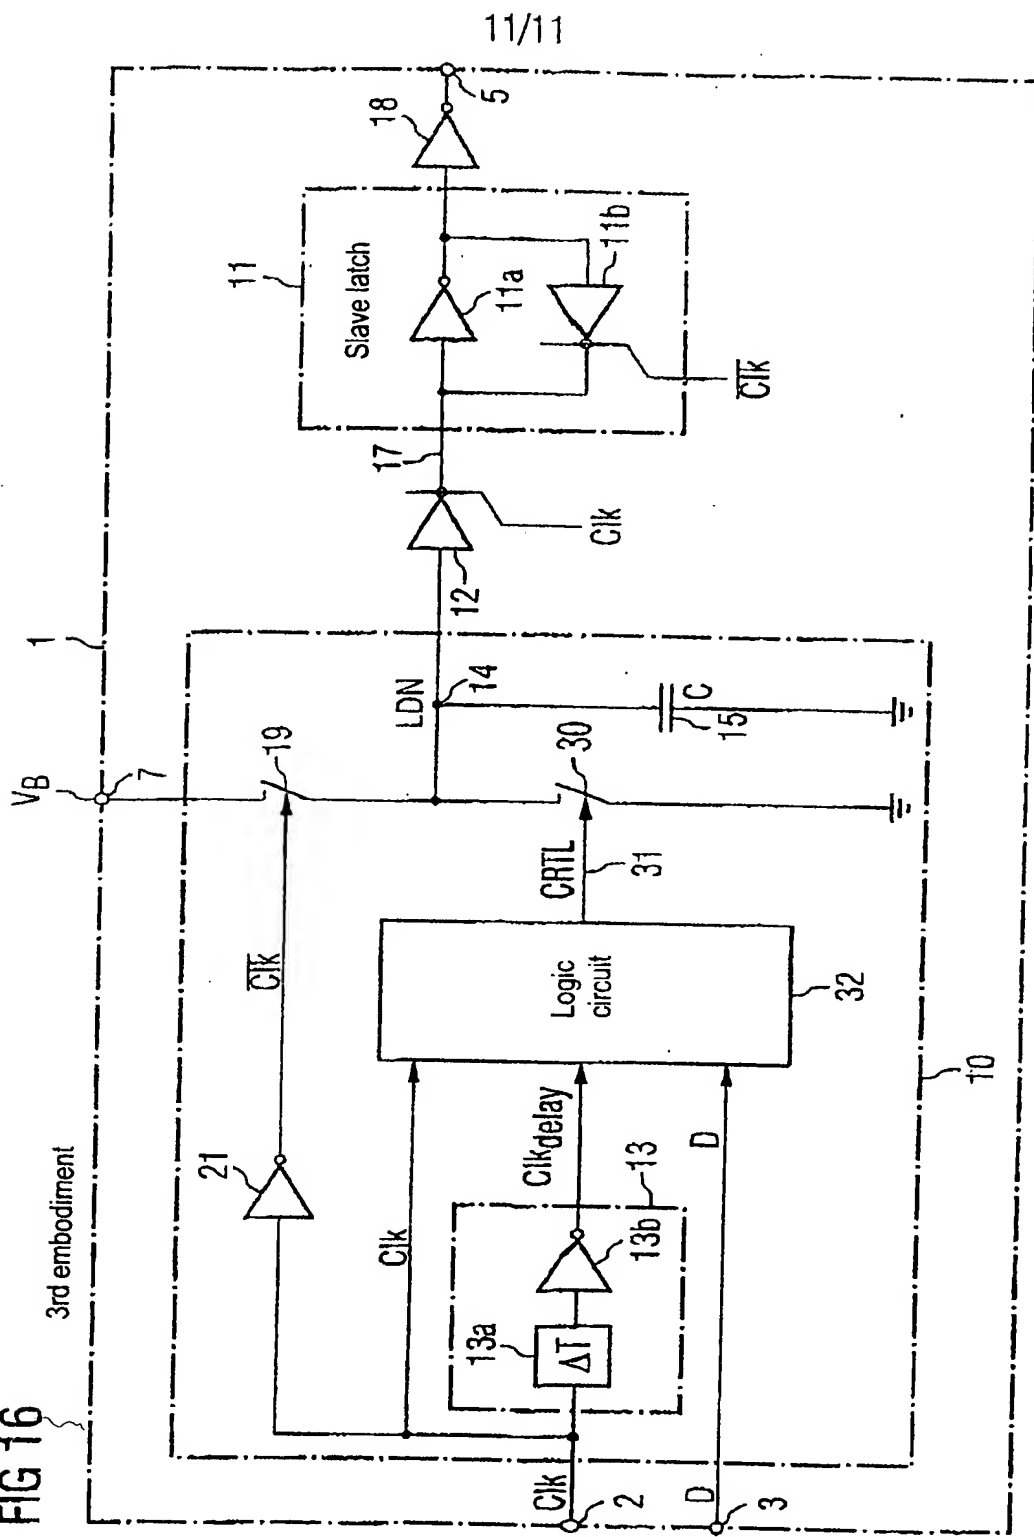 11/11
FIG 16
3rd embodiment
1
VB
7
19
LDN
14
C
15
30
CRTL
31
Clk
21
Clk
Logic
circuit
32
Clkdelay
13
13a
ΔT
13b
D
10
Clk
2
D
3
12
Clk
17
11
Slave latch
11a
11b
Clk
18
5